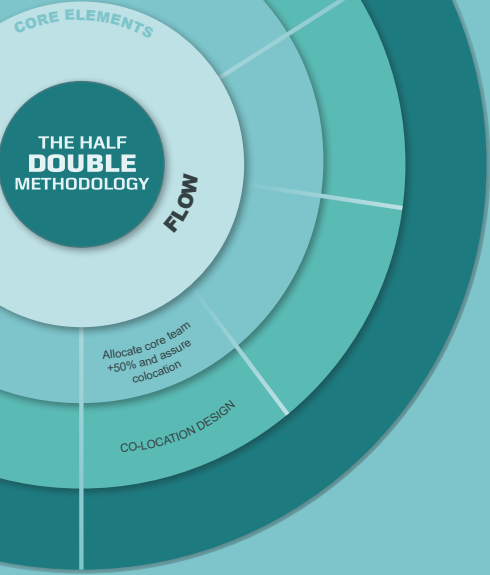 CORE ELEMENTS
THE HALF
DOUBLE
METHODOLOGY
FLOW
Allocate core team
+50% and assure
colocation
CO-LOCATION DESIGN